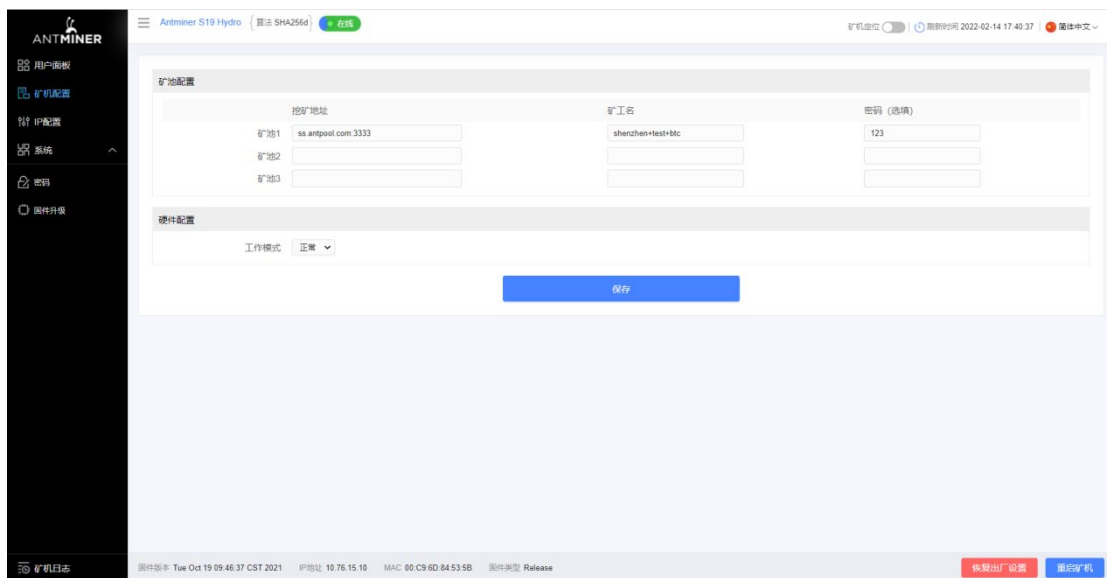 ANTMINER
Antminer S19 Hydro {算法 SHA256d} 在线
矿机定位 刷新时间 2022-02-14 17:40:37 简体中文
用户面板
矿机配置
IP配置
系统
密码
固件升级
矿池配置
挖矿地址 矿工名 密码 (选填)
矿池1 ss.antpool.com:3333 shenzhen+test+btc 123
矿池2
矿池3
硬件配置
工作模式 正常
保存
矿机日志
固件版本 Tue Oct 19 09:46:37 CST 2021 IP地址 10.76.15.10 MAC 00:C9:6D:84:53:5B 固件类型 Release
恢复出厂设置 重启矿机